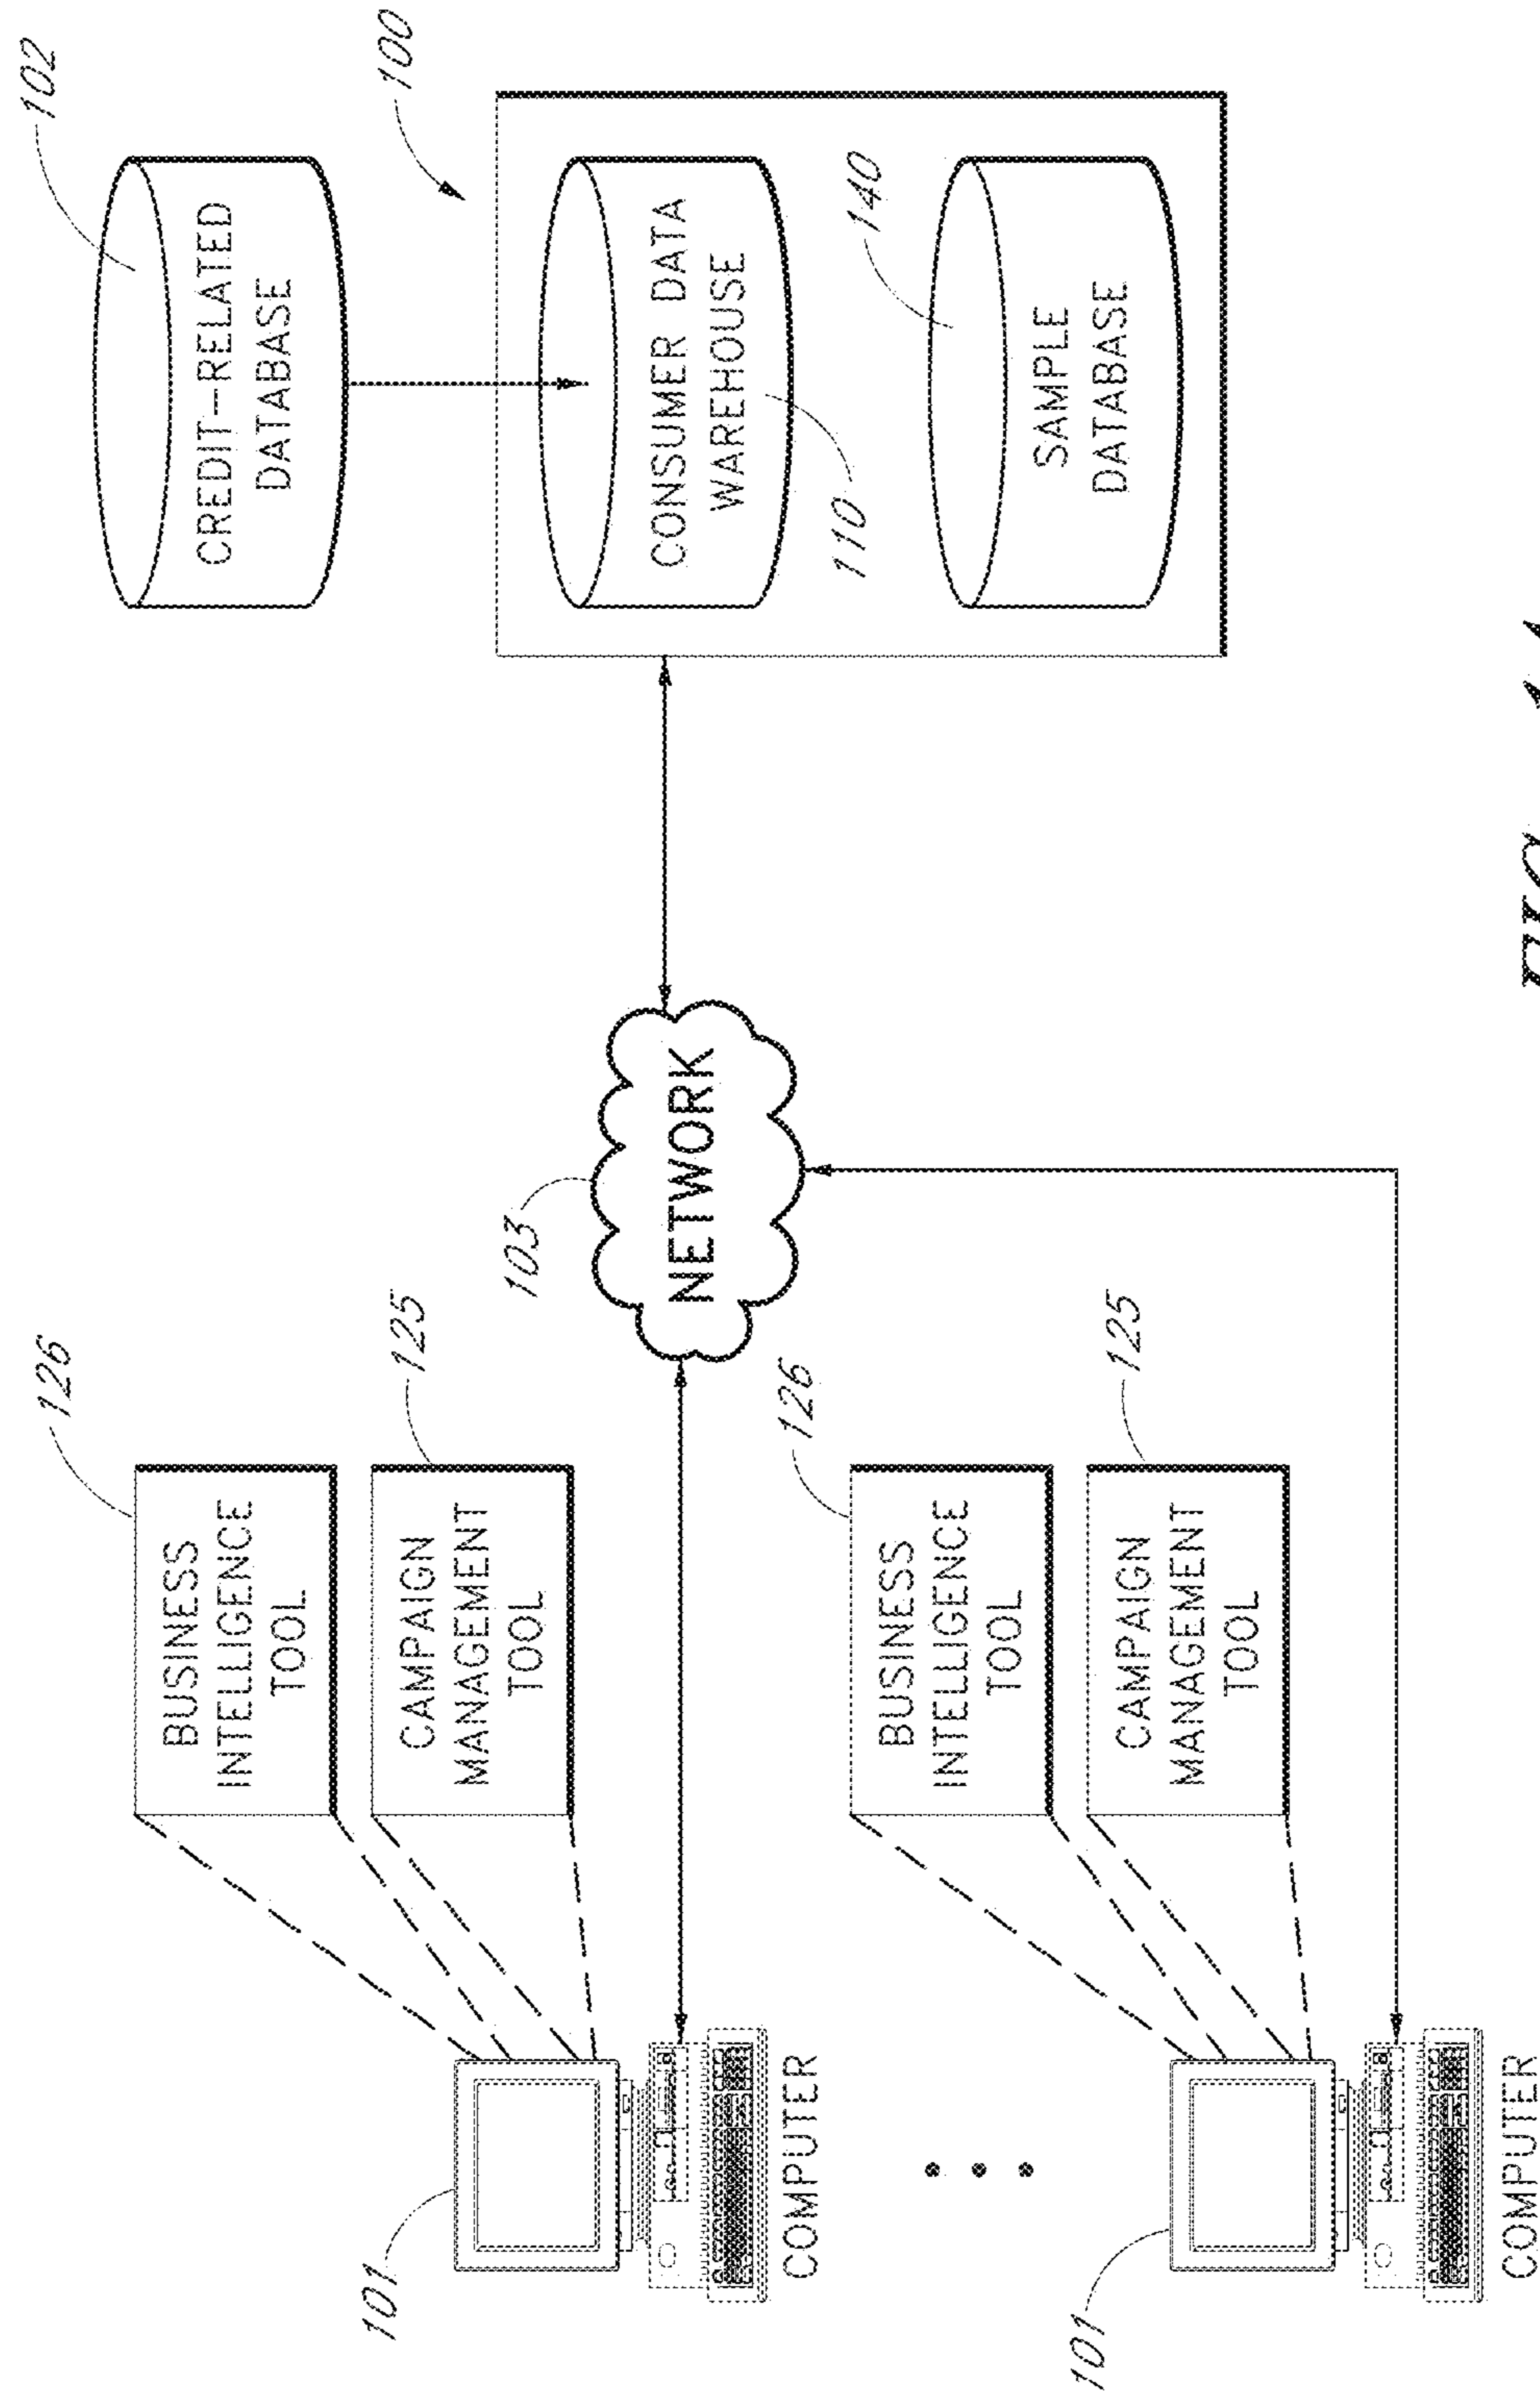 126
BUSINESS
INTELLIGENCE
TOOL
125
CAMPAIGN
MANAGEMENT
TOOL
101
COMPUTER
103
NETWORK
102
CREDIT-RELATED
DATABASE
100
CONSUMER DATA
WAREHOUSE
110
140
SAMPLE
DATABASE
126
BUSINESS
INTELLIGENCE
TOOL
125
CAMPAIGN
MANAGEMENT
TOOL
101
COMPUTER